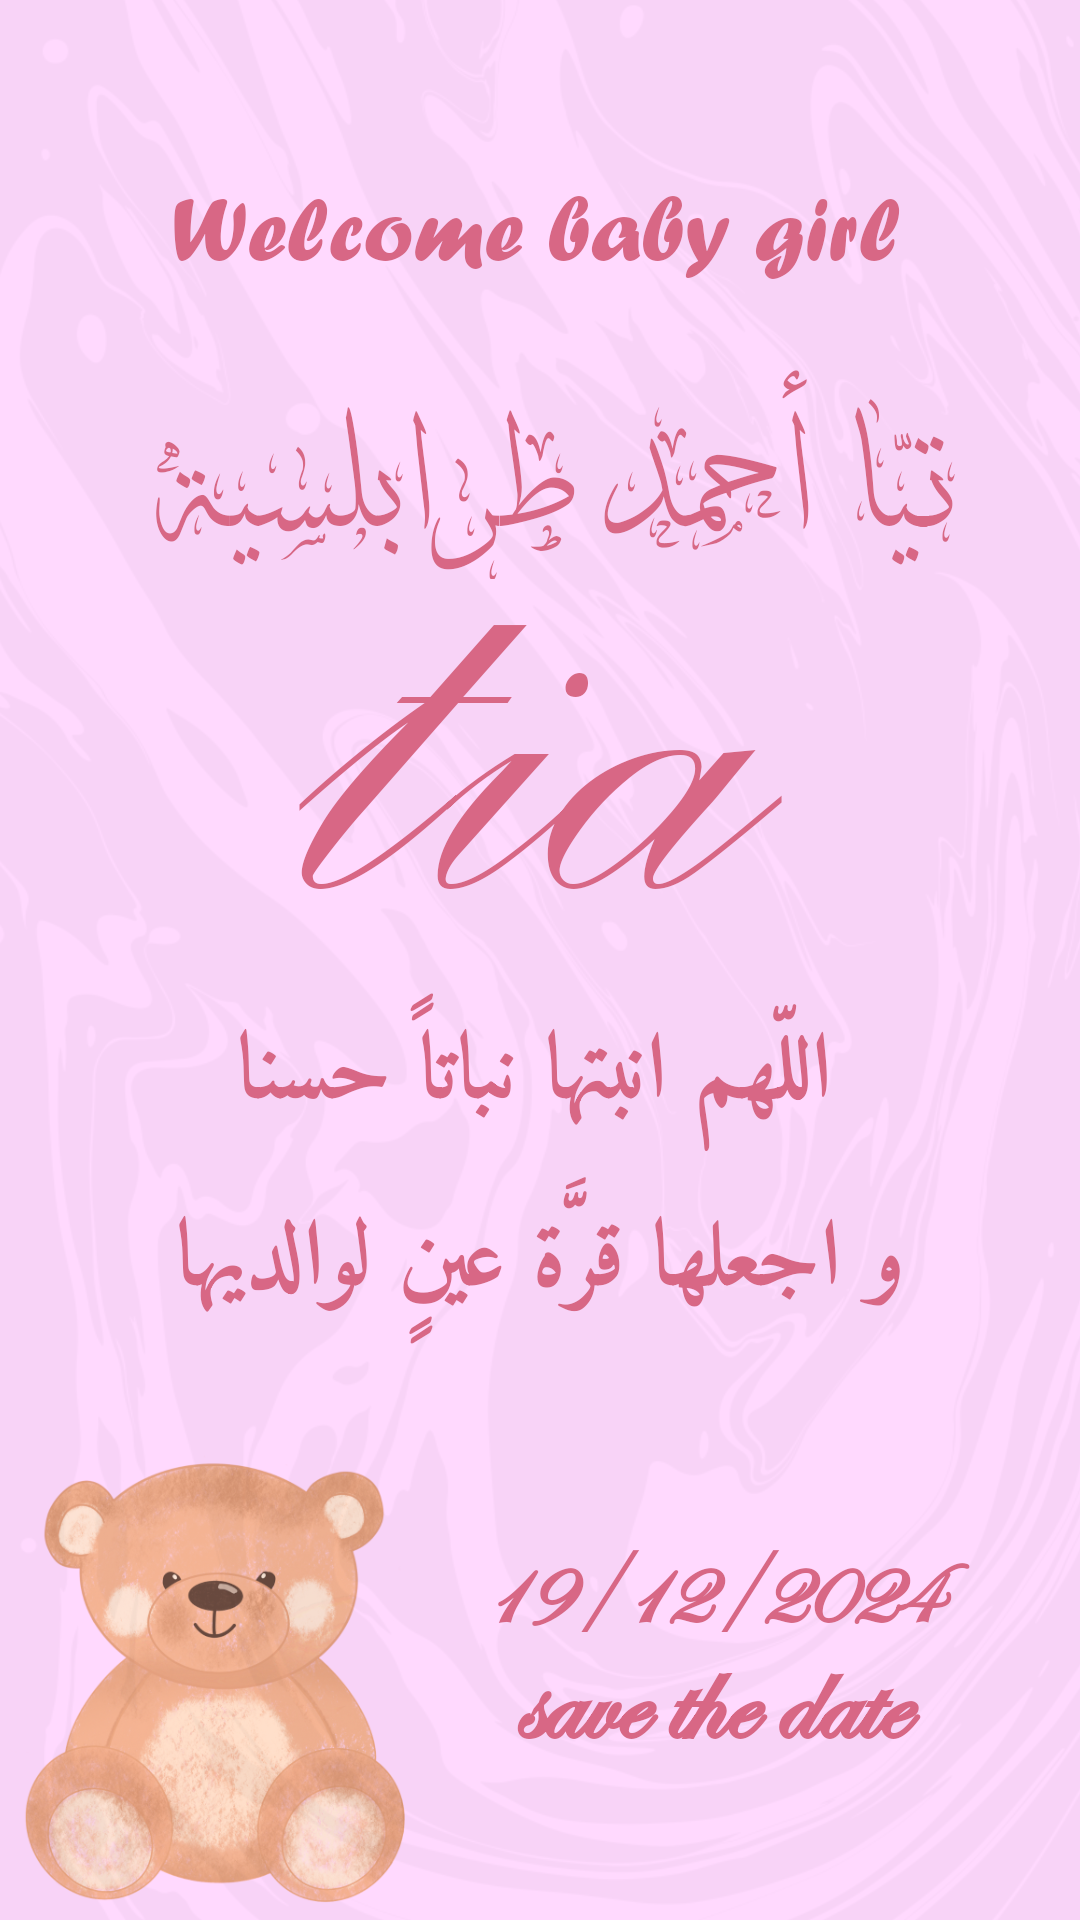 Welcome baby girl
تيّا أحمد طرابلسية
tia
اللّهم انبتها نباتاً حسنا
و اجعلها قرَّة عينٍ لوالديها
19/12/2024
save the date